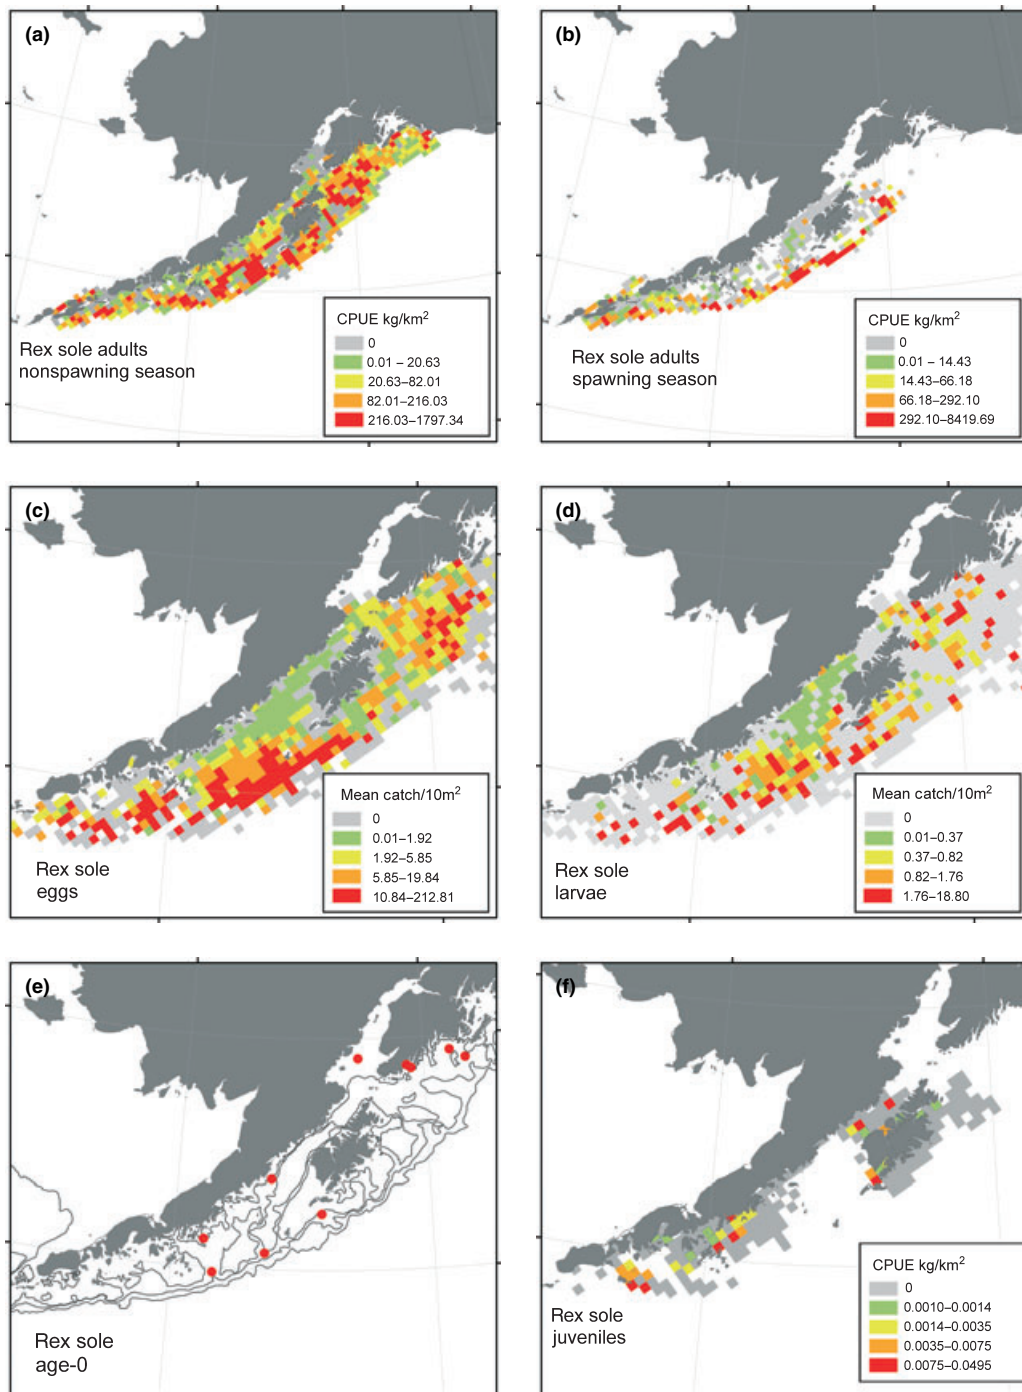 (a)
Rex sole adults
nonspawning season
CPUE kg/km²
0
0.01 – 20.63
20.63–82.01
82.01–216.03
216.03–1797.34
(b)
Rex sole adults
spawning season
CPUE kg/km²
0
0.01 – 14.43
14.43–66.18
66.18–292.10
292.10–8419.69
(c)
Rex sole
eggs
Mean catch/10m²
0
0.01–1.92
1.92–5.85
5.85–19.84
10.84–212.81
(d)
Rex sole
larvae
Mean catch/10m²
0
0.01–0.37
0.37–0.82
0.82–1.76
1.76–18.80
(e)
Rex sole
age-0
(f)
Rex sole
juveniles
CPUE kg/km²
0
0.0010–0.0014
0.0014–0.0035
0.0035–0.0075
0.0075–0.0495